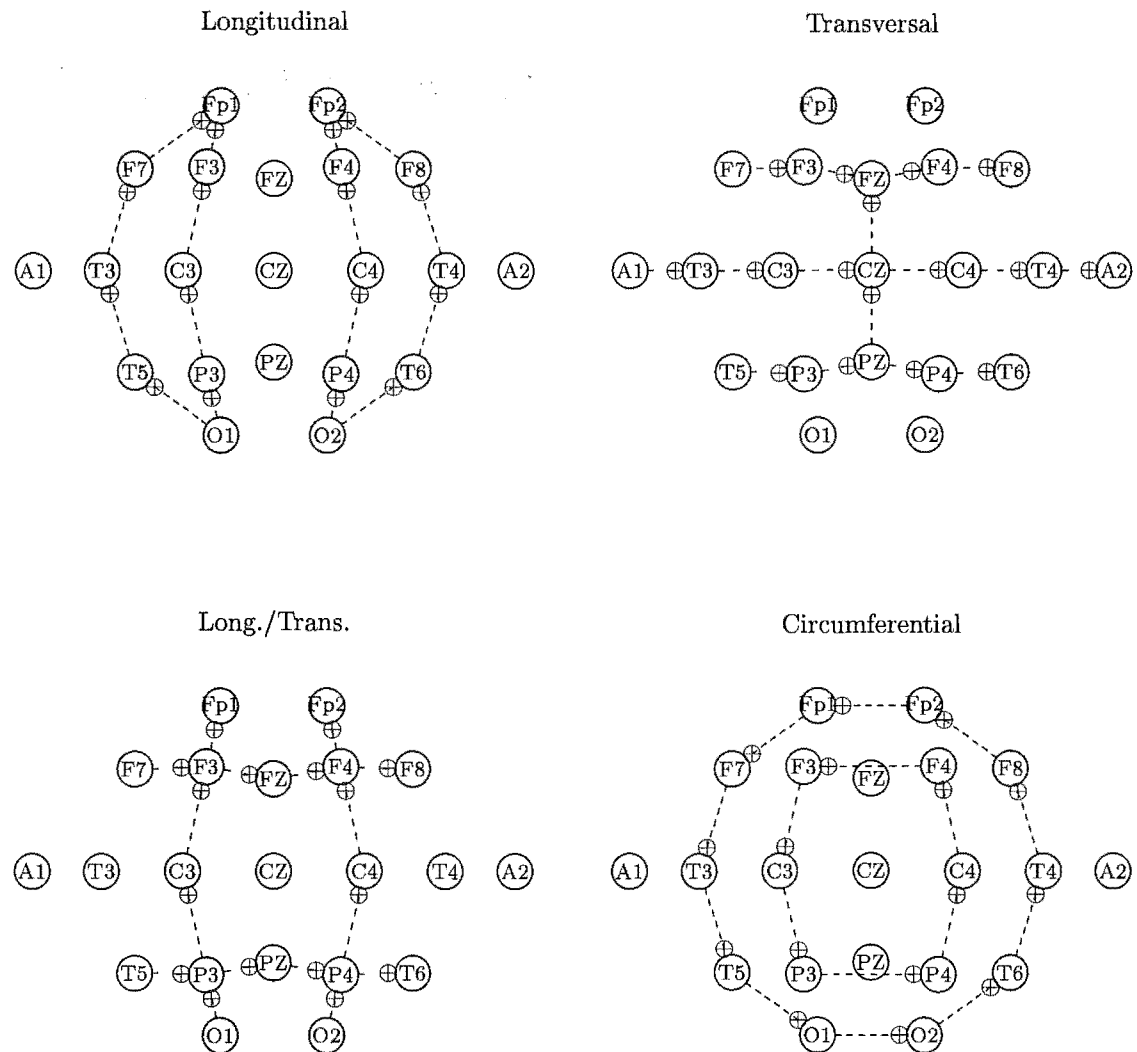 Longitudinal Transversal
Fp1 Fp2 Fp1 Fp2
F7 F3 FZ F4 F8 F7 F3 FZ F4 F8
A1 T3 C3 CZ C4 T4 A2 A1 T3 C3 CZ C4 T4 A2
T5 P3 PZ P4 T6 T5 P3 PZ P4 T6
O1 O2 O1 O2
Long./Trans. Circumferential
Fp1 Fp2 Fp1 Fp2
F7 F3 FZ F4 F8 F7 F3 FZ F4 F8
A1 T3 C3 CZ C4 T4 A2 A1 T3 C3 CZ C4 T4 A2
T5 P3 PZ P4 T6 T5 P3 PZ P4 T6
O1 O2 O1 O2